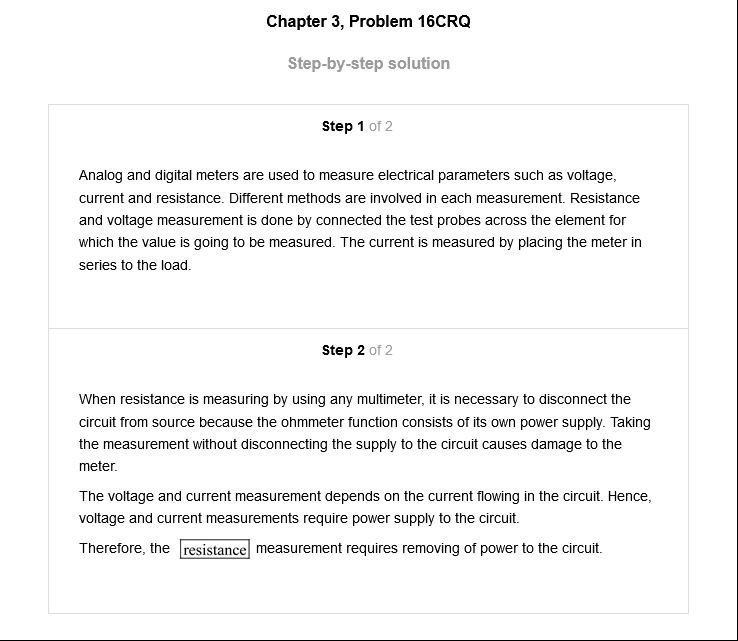 Chapter 3, Problem 16CRQ
Step-by-step solution
Step 1 of 2
Analog and digital meters are used to measure electrical parameters such as voltage,
current and resistance. Different methods are involved in each measurement. Resistance
and voltage measurement is done by connected the test probes across the element for
which the value is going to be measured. The current is measured by placing the meter in
series to the load.
Step 2 of 2
When resistance is measuring by using any multimeter, it is necessary to disconnect the
circuit from source because the ohmmeter function consists of its own power supply. Taking
the measurement without disconnecting the supply to the circuit causes damage to the
meter.
The voltage and current measurement depends on the current flowing in the circuit. Hence,
voltage and current measurements require power supply to the circuit.
Therefore, the resistance measurement requires removing of power to the circuit.